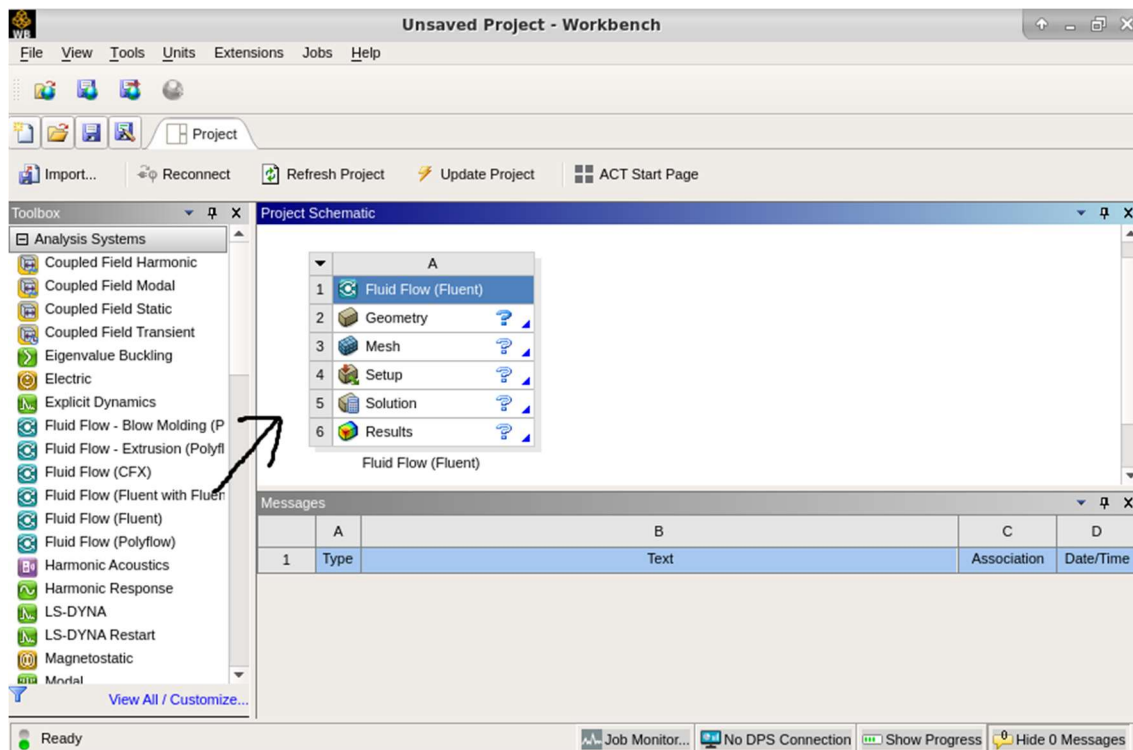 WB
Unsaved Project - Workbench
File View Tools Units Extensions Jobs Help
Project
Import... Reconnect Refresh Project Update Project ACT Start Page
Toolbox
Analysis Systems
Coupled Field Harmonic
Coupled Field Modal
Coupled Field Static
Coupled Field Transient
Eigenvalue Buckling
Electric
Explicit Dynamics
Fluid Flow - Blow Molding (P
Fluid Flow - Extrusion (Polyfl
Fluid Flow (CFX)
Fluid Flow (Fluent with Fluen
Fluid Flow (Fluent)
Fluid Flow (Polyflow)
Harmonic Acoustics
Harmonic Response
LS-DYNA
LS-DYNA Restart
Magnetostatic
Modal
View All / Customize...
Project Schematic
A
1 Fluid Flow (Fluent)
2 Geometry ?
3 Mesh ?
4 Setup ?
5 Solution ?
6 Results ?
Fluid Flow (Fluent)
Messages
A B C D
1 Type Text Association Date/Time
Ready Job Monitor... No DPS Connection Show Progress 0 Hide 0 Messages